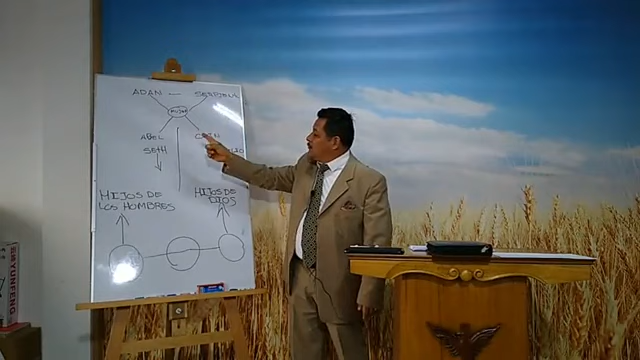 ADAN — SERPIENTE
ABEL
CAIN
SETH
HIJOS DE LOS HOMBRES
HIJOS DE DIOS